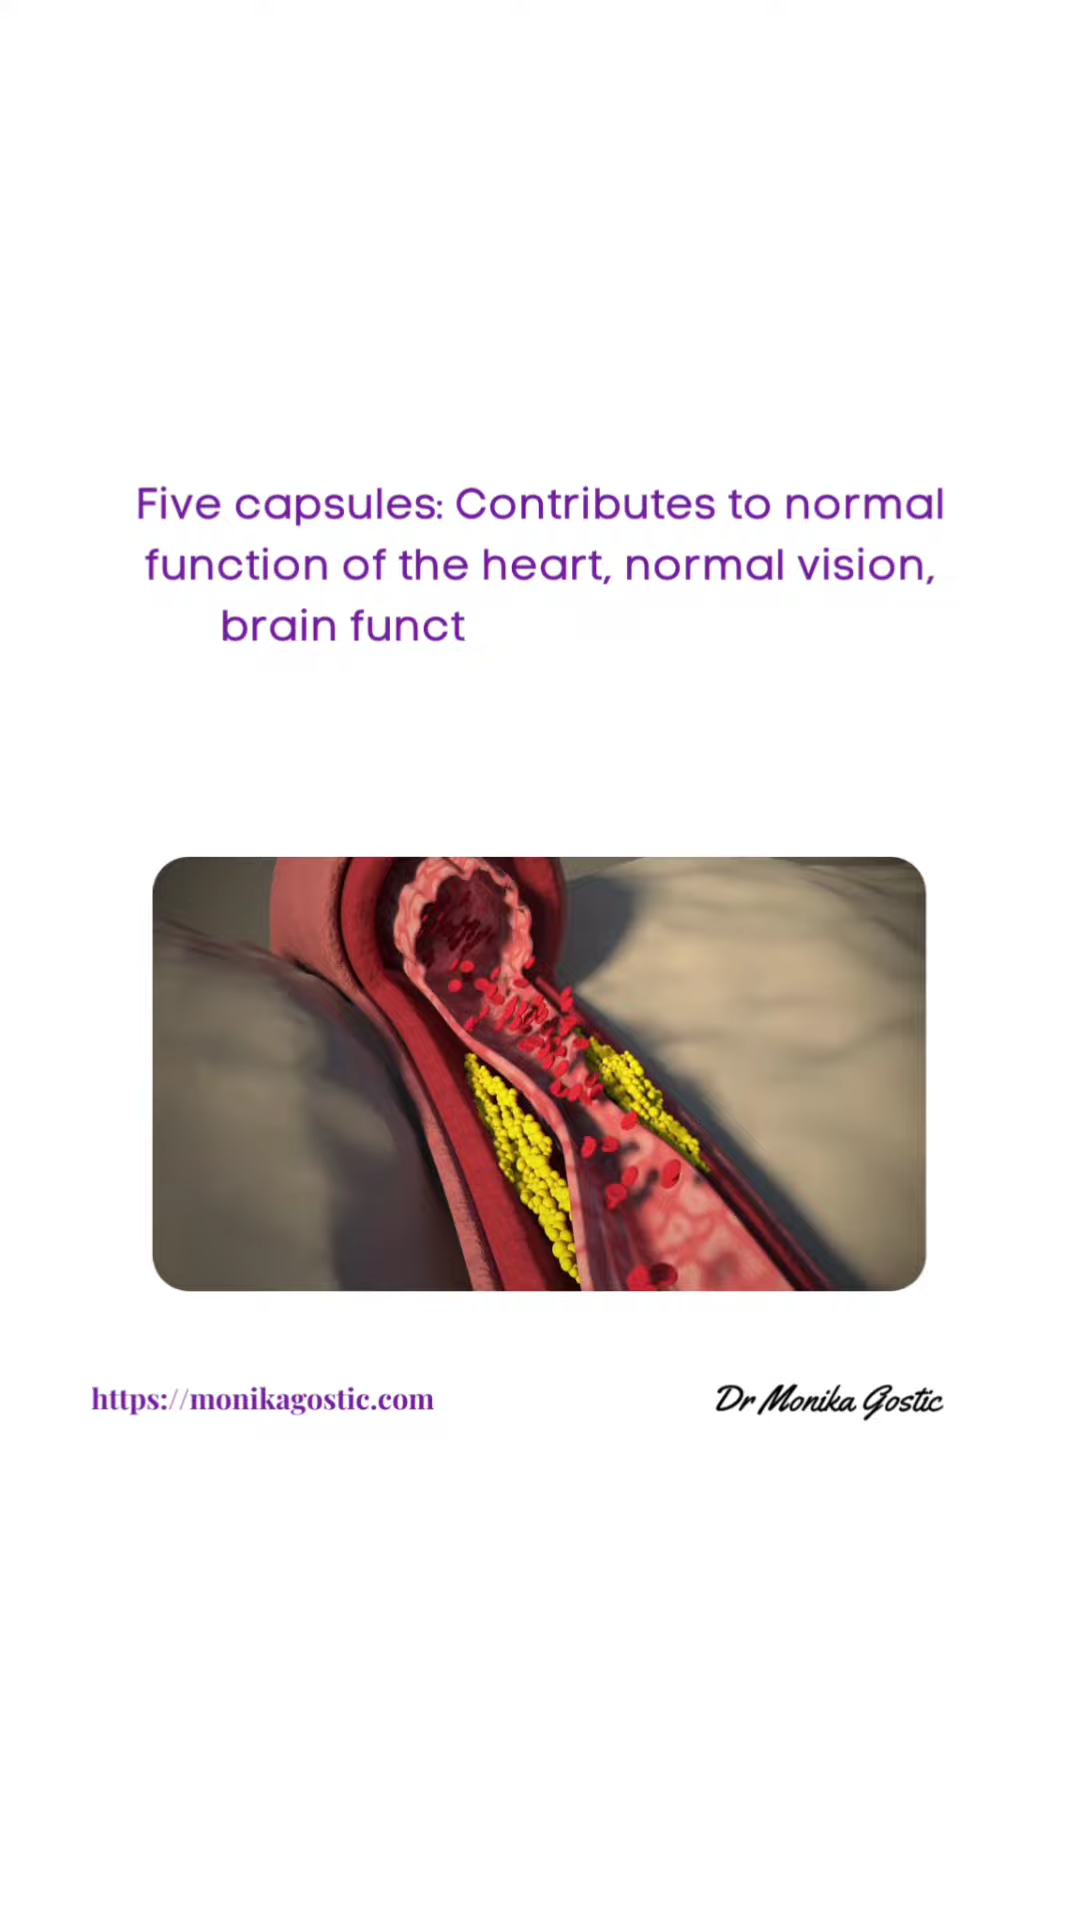 Five capsules: Contributes to normal
function of the heart, normal vision,
brain funct
https://monikagostic.com
Dr Monika Gostic